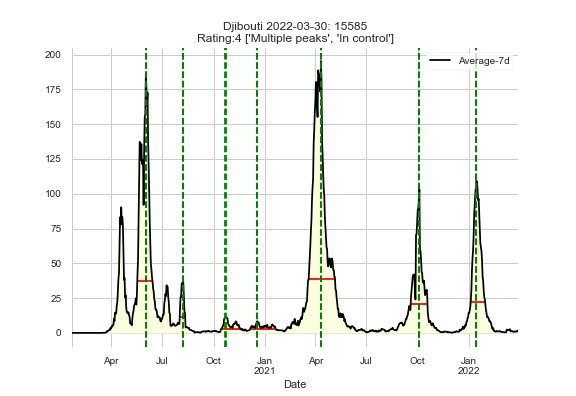 Djibouti 2022-03-30: 15585
Rating:4 ['Multiple peaks', 'In control']
Average-7d
200
175
150
125
100
75
50
25
0
Apr Jul Oct Jan Apr Jul Oct Jan
2021 2022
Date